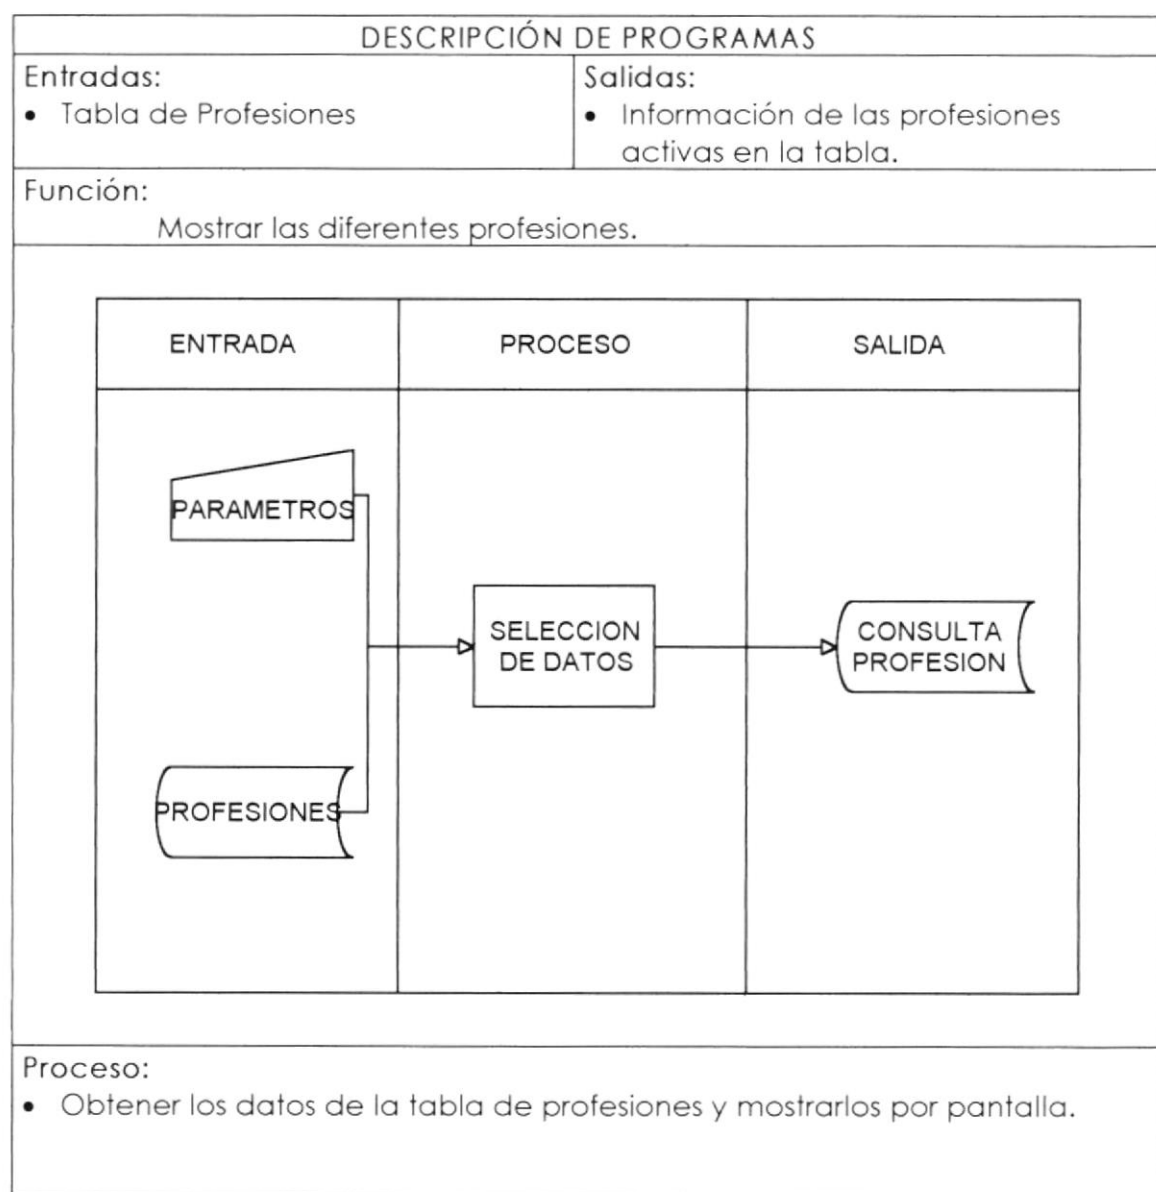 DESCRIPCIÓN DE PROGRAMAS
Entradas:
• Tabla de Profesiones
Salidas:
• Información de las profesiones
activas en la tabla.
Función:
Mostrar las diferentes profesiones.
ENTRADA
PROCESO
SALIDA
PARAMETROS
SELECCION
DE DATOS
CONSULTA
PROFESION
PROFESIONES
Proceso:
• Obtener los datos de la tabla de profesiones y mostrarlos por pantalla.